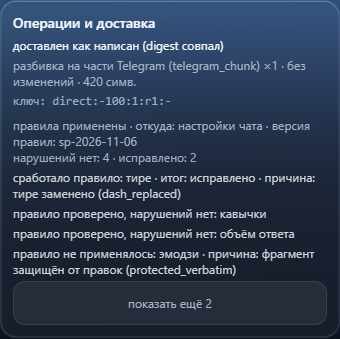 Операции и доставка
доставлен как написан (digest совпал)
разбивка на части Telegram (telegram_chunk) ×1 · без
изменений · 420 симв.
ключ: direct:-100:1:r1:-
правила применены · откуда: настройки чата · версия
правил: sp-2026-11-06
нарушений нет: 4 · исправлено: 2
сработало правило: тире · итог: исправлено · причина:
тире заменено (dash_replaced)
правило проверено, нарушений нет: кавычки
правило проверено, нарушений нет: объём ответа
правило не применялось: эмодзи · причина: фрагмент
защищён от правок (protected_verbatim)
показать ещё 2